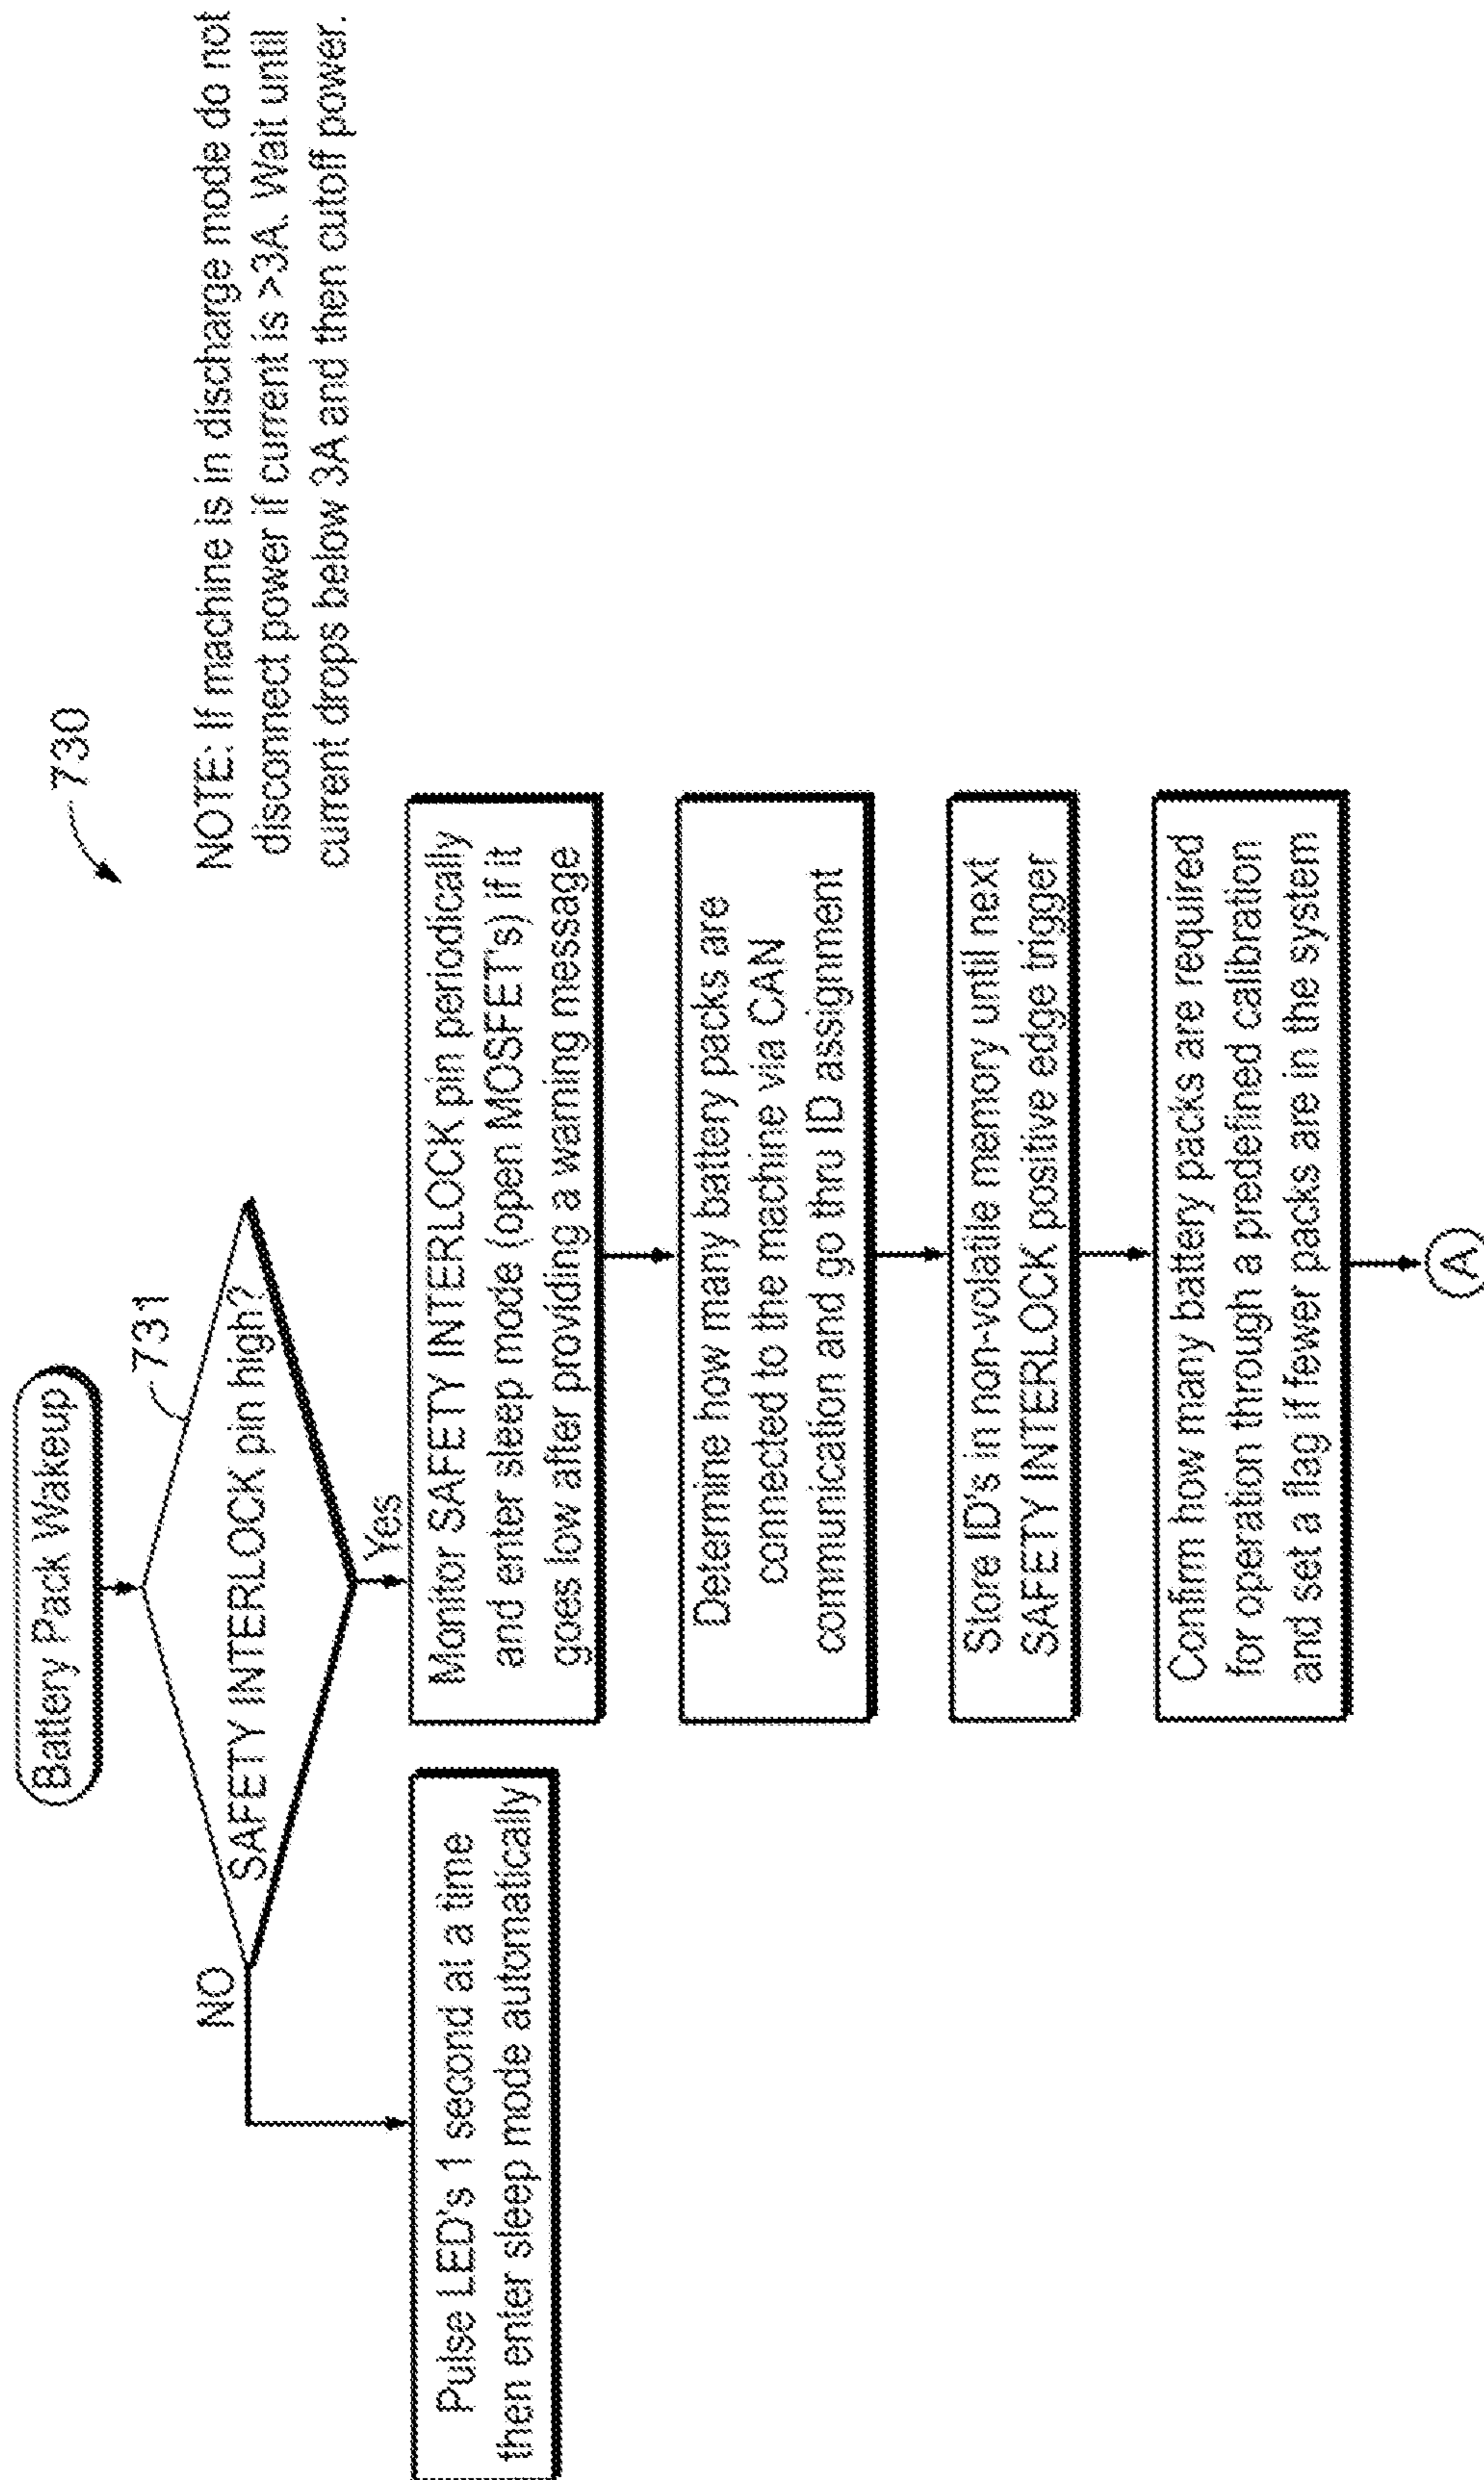 730
Battery Pack Wakeup
731
SAFETY INTERLOCK pin high?
NO
Yes
NOTE: If machine is in discharge mode do not
disconnect power if current is >3A. Wait until
current drops below 3A and then cutoff power.
Pulse LED's 1 second at a time
then enter sleep mode automatically
Monitor SAFETY INTERLOCK pin periodically
and enter sleep mode (open MOSFET's) if it
goes low after providing a warning message
Determine how many battery packs are
connected to the machine via CAN
communication and go thru ID assignment
Store ID's in non-volatile memory until next
SAFETY INTERLOCK positive edge trigger
Confirm how many battery packs are required
for operation through a predefined calibration
and set a flag if fewer packs are in the system
A